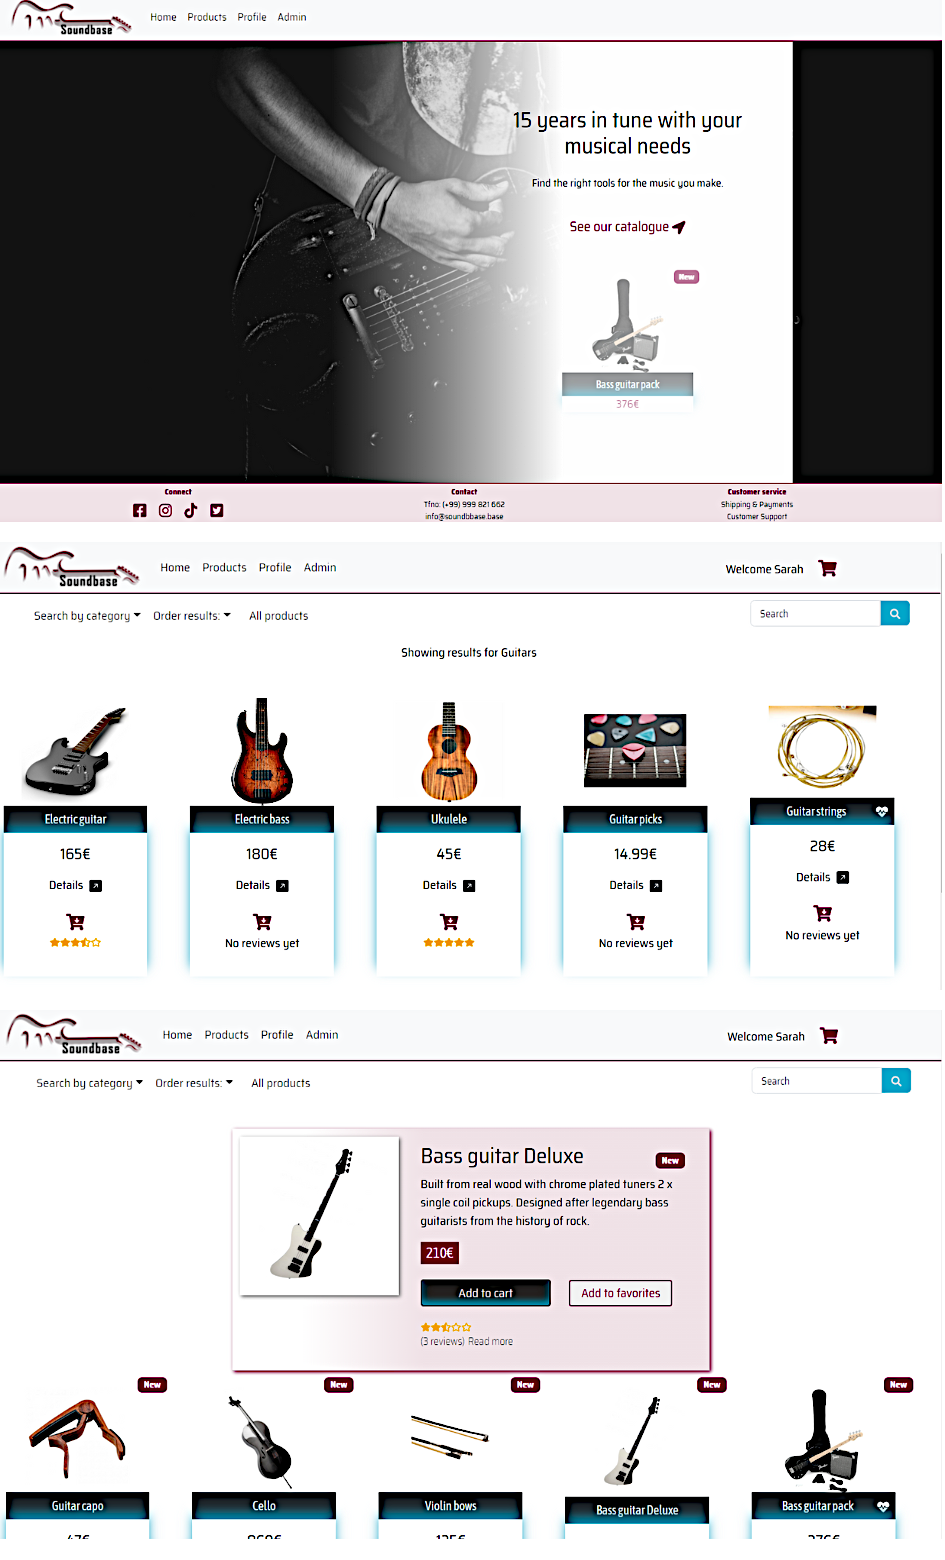 Soundbase
Home Products Profile Admin
15 years in tune with your
musical needs
Find the right tools for the music you make.
See our catalogue
New
Bass guitar pack
376€
Connect
Contact
Tfno: (+99) 999 821 662
info@soundbbase.base
Customer service
Shipping & Payments
Customer Support
Soundbase
Home Products Profile Admin
Welcome Sarah
Search by category Order results: All products
Search
Showing results for Guitars
Electric guitar
165€
Details
Electric bass
180€
Details
No reviews yet
Ukulele
45€
Details
Guitar picks
14.99€
Details
No reviews yet
Guitar strings
28€
Details
No reviews yet
Soundbase
Home Products Profile Admin
Welcome Sarah
Search by category Order results: All products
Search
Bass guitar Deluxe
New
Built from real wood with chrome plated tuners 2 x
single coil pickups. Designed after legendary bass
guitarists from the history of rock.
210€
Add to cart Add to favorites
(3 reviews) Read more
New
Guitar capo
New
Cello
New
Violin bows
New
Bass guitar Deluxe
New
Bass guitar pack